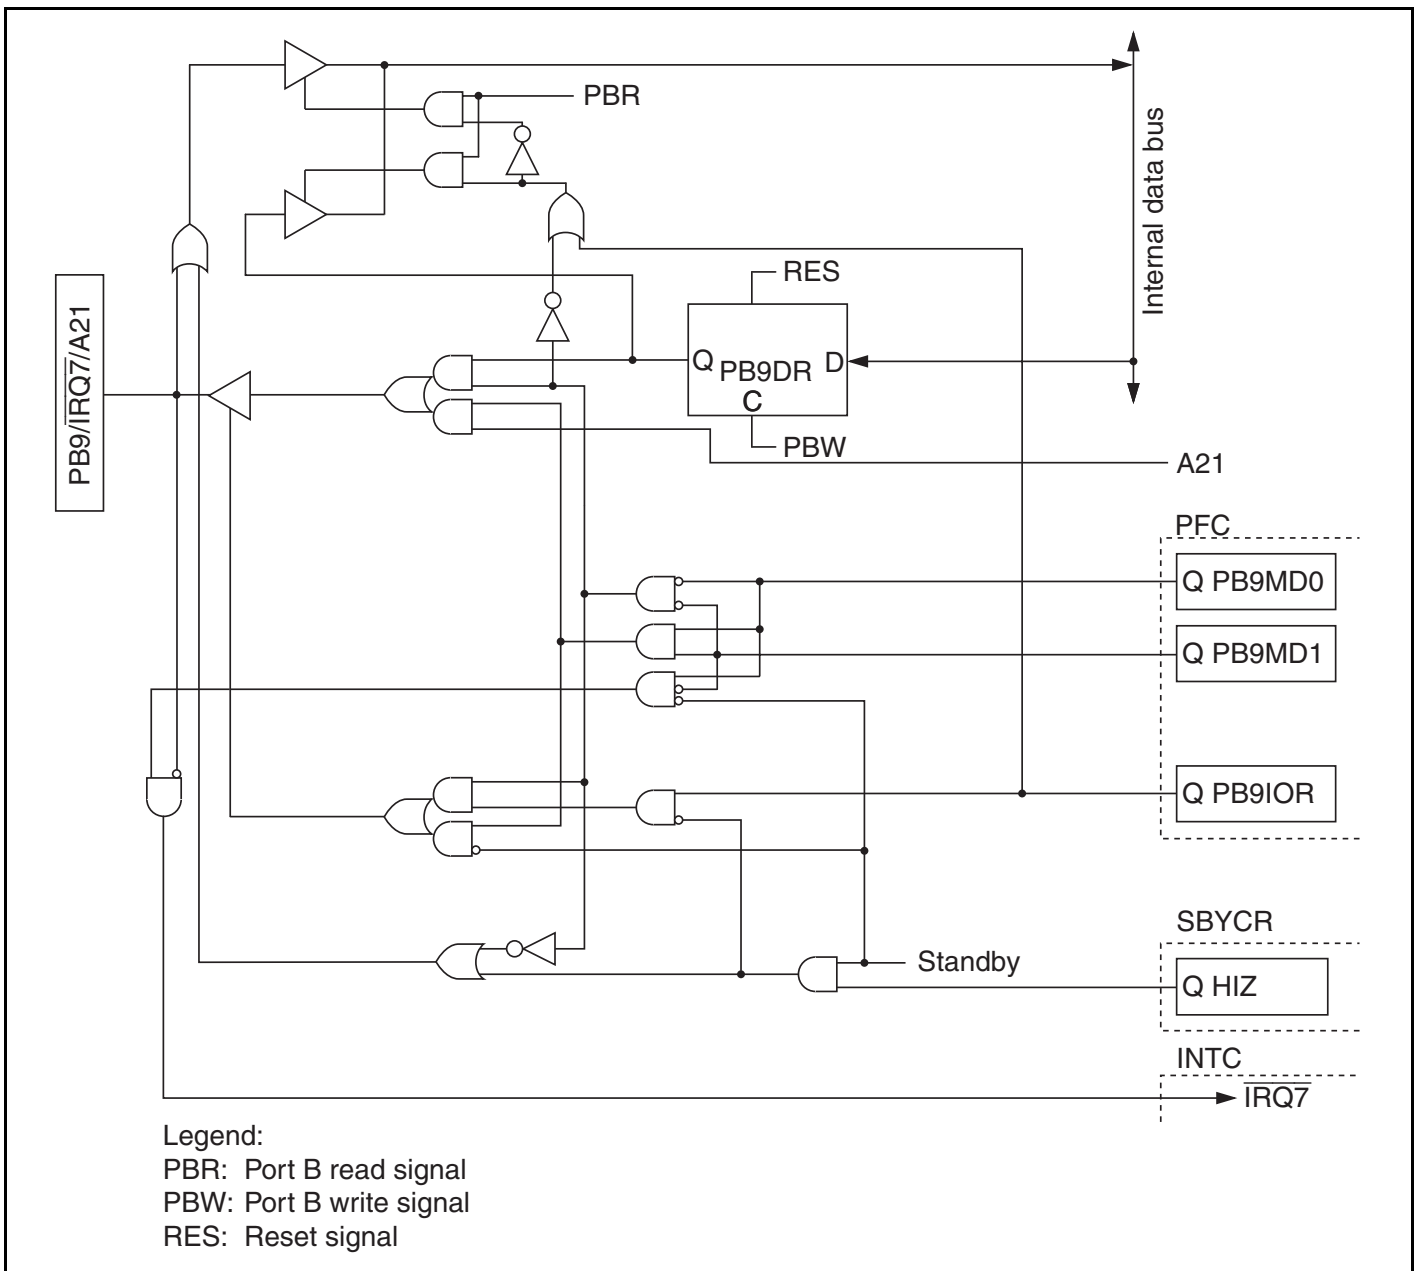 PBR
Internal data bus
RES
PB9/IRQ7/A21
Q PB9DR D
C
PBW
A21
PFC
Q PB9MD0
Q PB9MD1
Q PB9IOR
SBYCR
Standby
Q HIZ
INTC
IRQ7
Legend:
PBR: Port B read signal
PBW: Port B write signal
RES: Reset signal